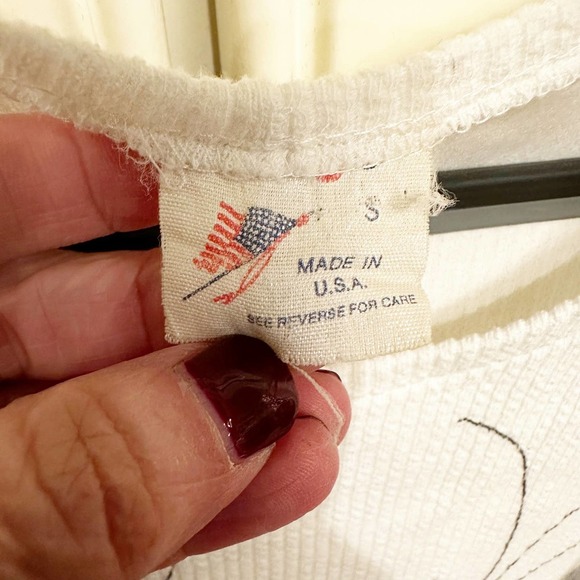 S
MADE IN
U.S.A.
SEE REVERSE FOR CARE